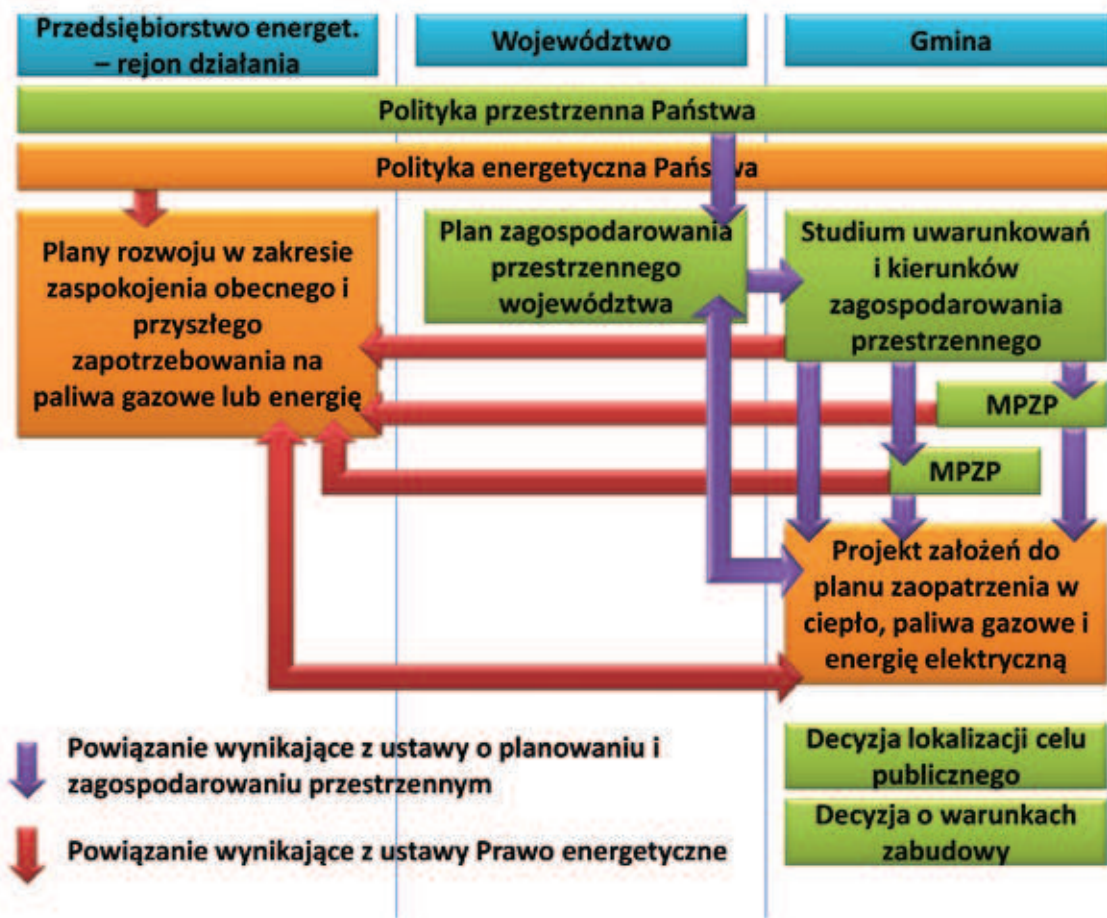 Przedsiębiorstwo energet.
– rejon działania
Województwo
Gmina
Polityka przestrzenna Państwa
Polityka energetyczna Państwa
Plany rozwoju w zakresie
zaspokojenia obecnego i
przyszłego
zapotrzebowania na
paliwa gazowe lub energię
Plan zagospodarowania
przestrzennego
województwa
Studium uwarunkowań
i kierunków
zagospodarowania
przestrzennego
MPZP
MPZP
Projekt założeń do
planu zaopatrzenia w
ciepło, paliwa gazowe i
energię elektryczną
Decyzja lokalizacji celu
publicznego
Decyzja o warunkach
zabudowy
Powiązanie wynikające z ustawy o planowaniu i
zagospodarowaniu przestrzennym
Powiązanie wynikające z ustawy Prawo energetyczne